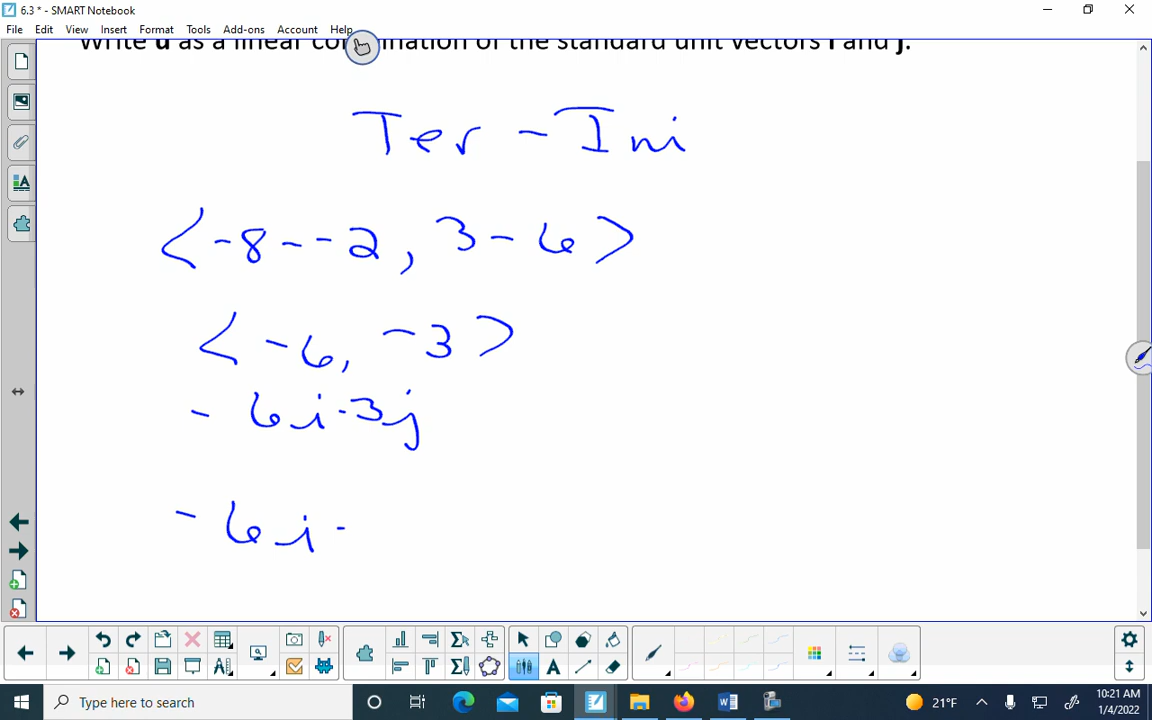 6.3 * - SMART Notebook
File Edit View Insert Format Tools Add-ons Account Help
Write u as a linear combination of the standard unit vectors i and j.
Ter - Ini
<-8--2, 3-6>
<-6, -3>
-6i-3j
-6i-
Type here to search
21°F
10:21 AM
1/4/2022